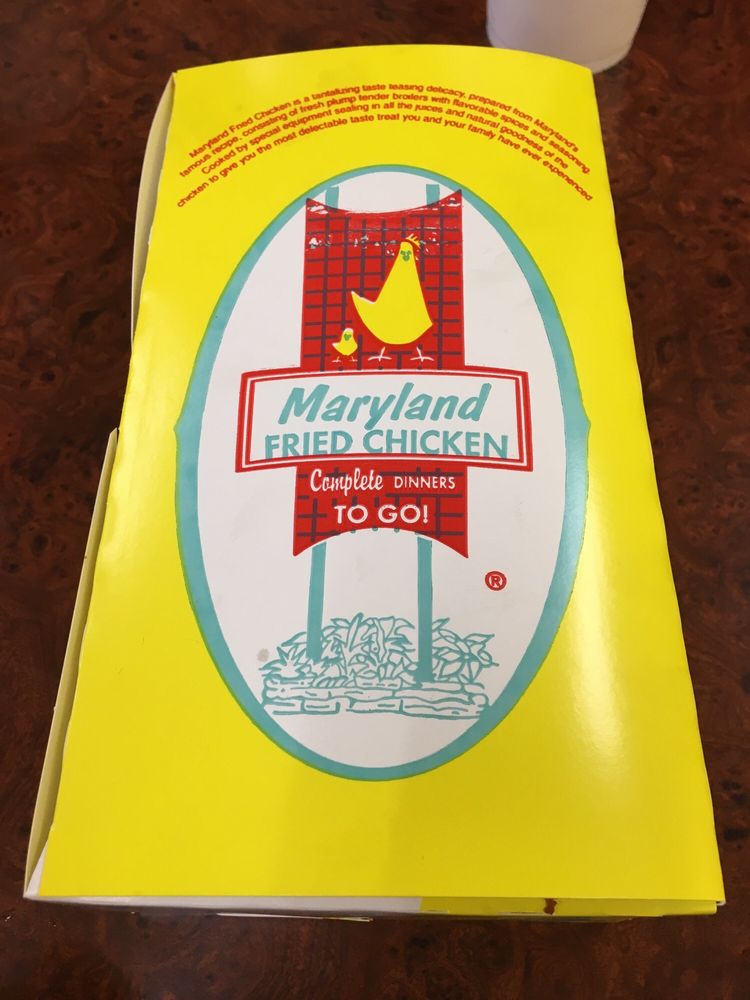 Maryland Fried Chicken is a tantalizing taste teasing delicacy, prepared from Maryland's
famous recipe, consisting of fresh plump tender broilers with flavorable spices and seasoning.
Cooked by special equipment sealing in all the juices and natural goodness of the
chicken to give you the most delectable taste treat you and your family have ever experienced
Maryland
FRIED CHICKEN
Complete DINNERS
TO GO!
®